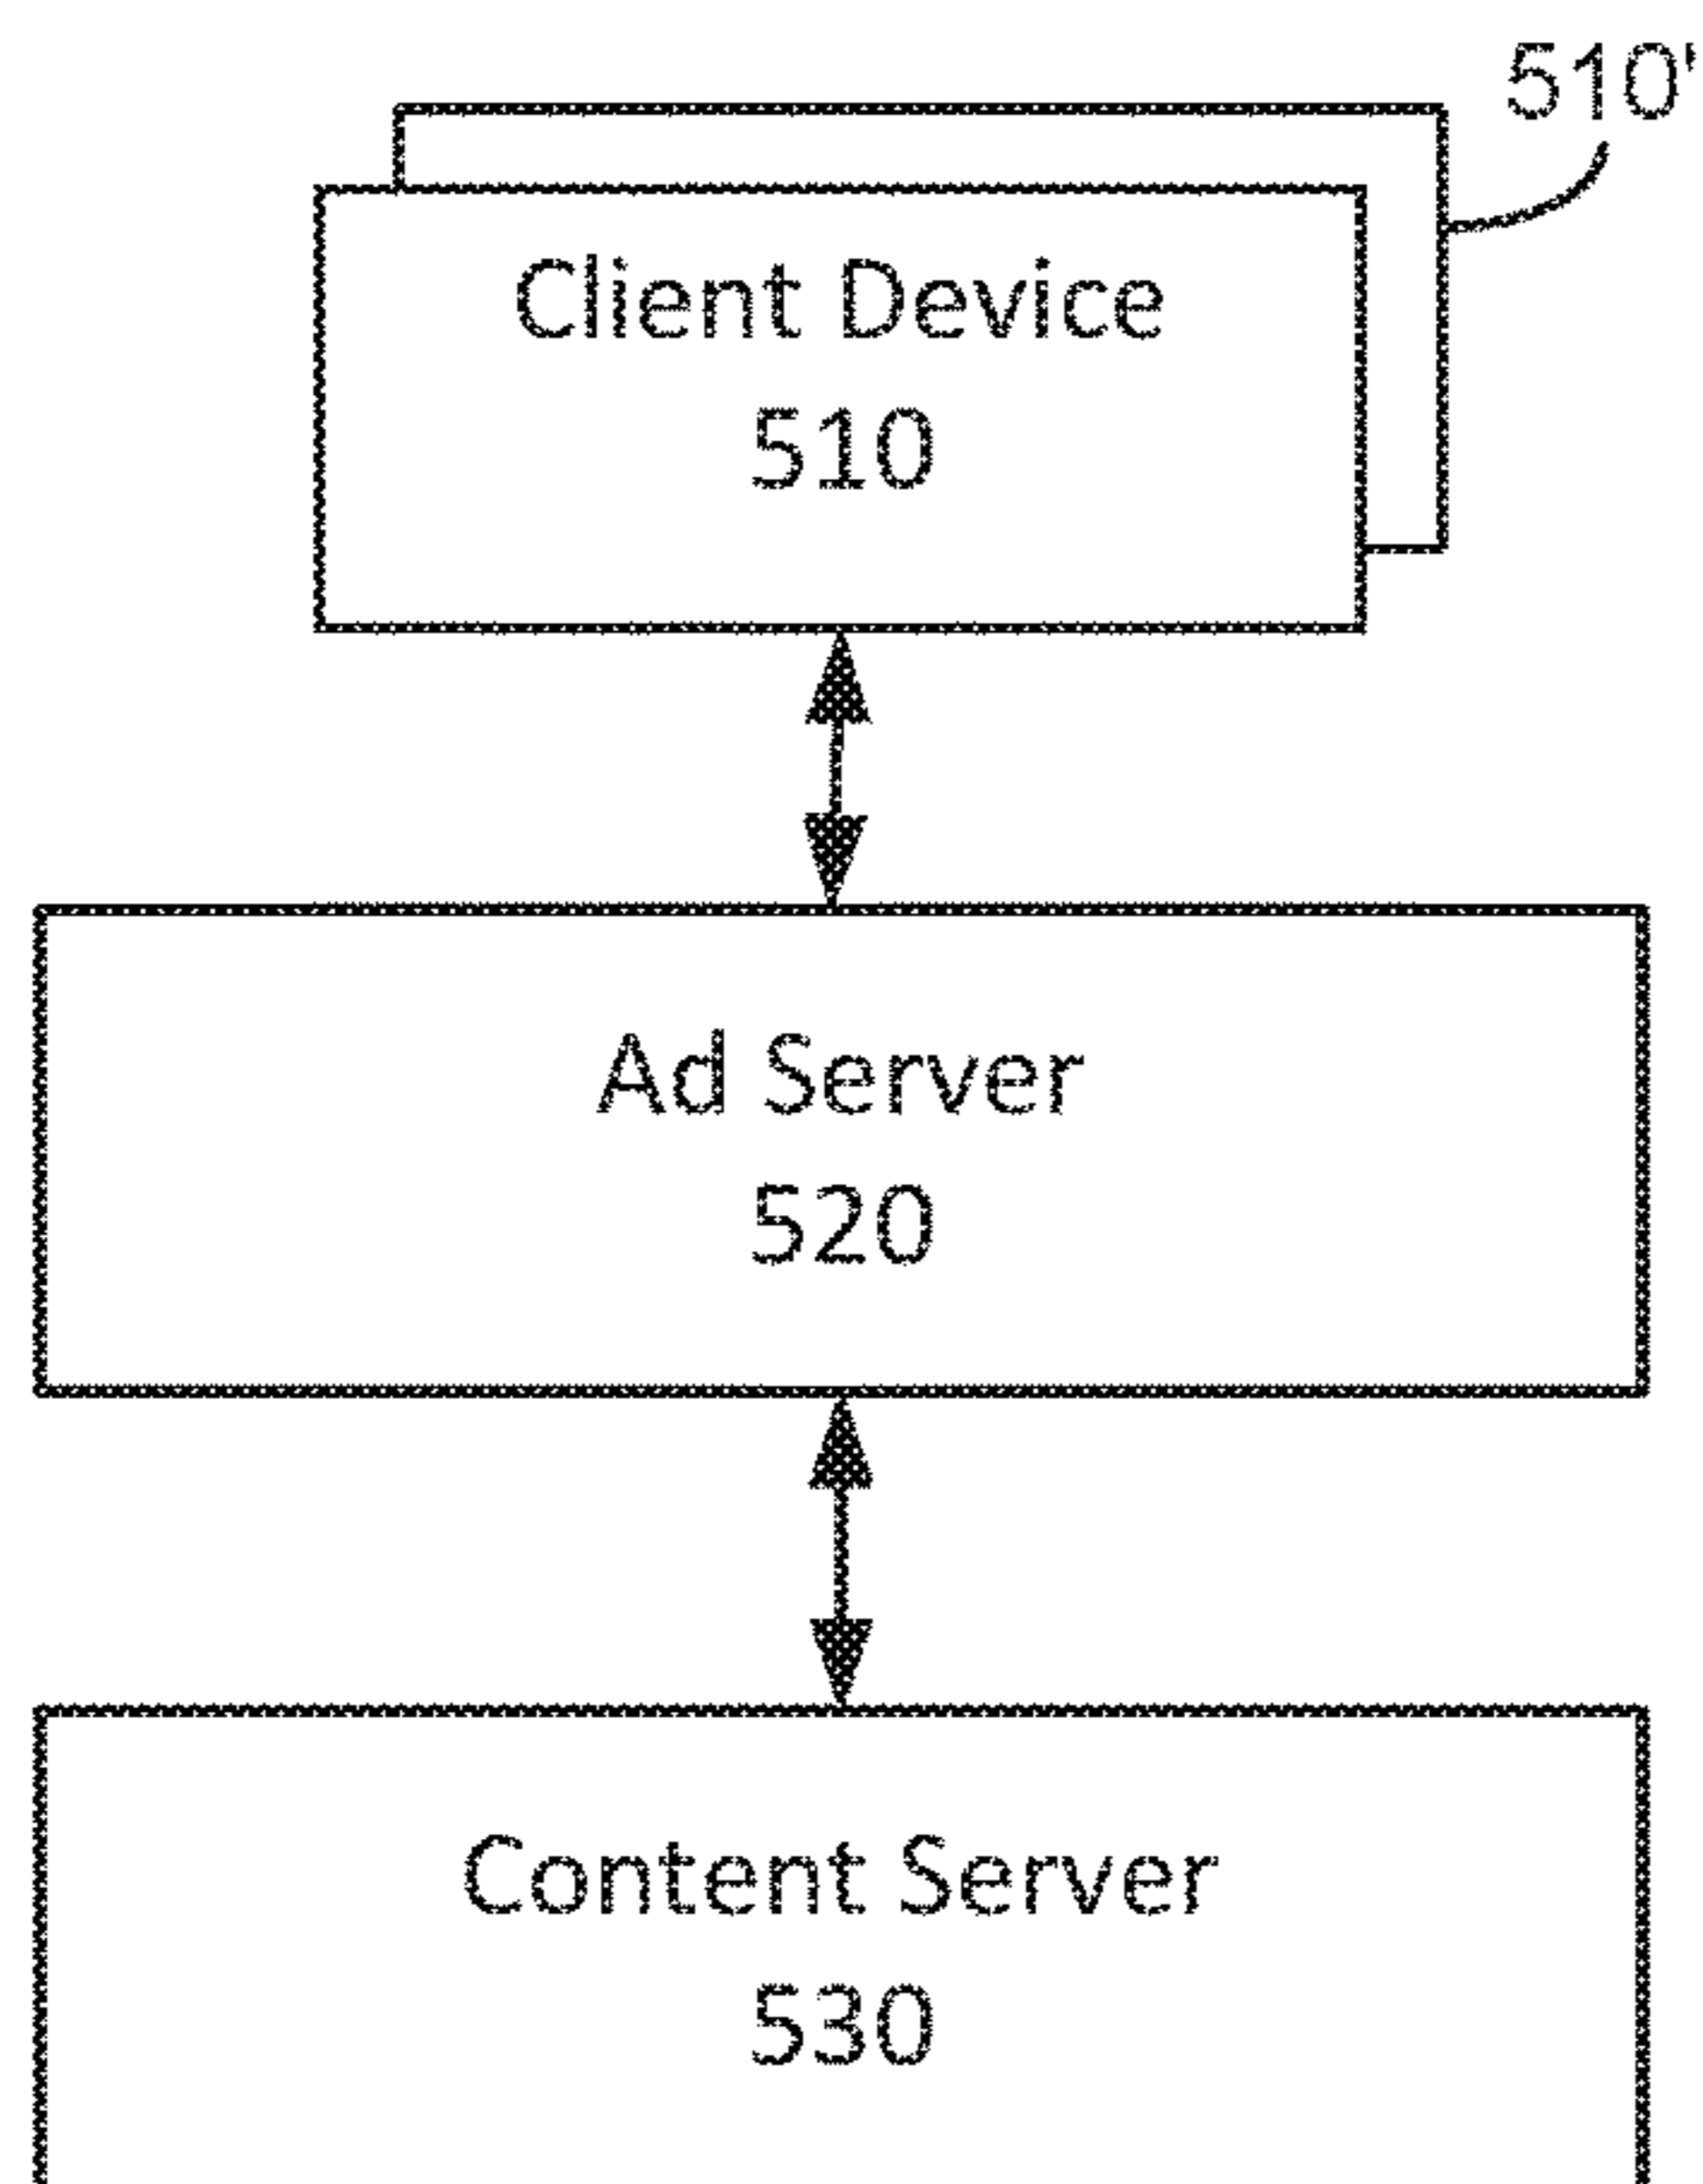 510'
Client Device
510
Ad Server
520
Content Server
530